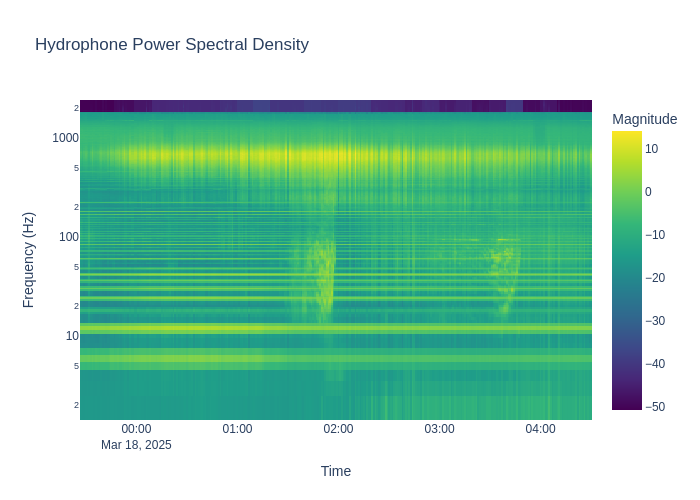 Hydrophone Power Spectral Density
Magnitude
2
1000
5
2
100
5
2
10
5
2
Frequency (Hz)
10
0
−10
−20
−30
−40
−50
00:00 01:00 02:00 03:00 04:00
Mar 18, 2025
Time